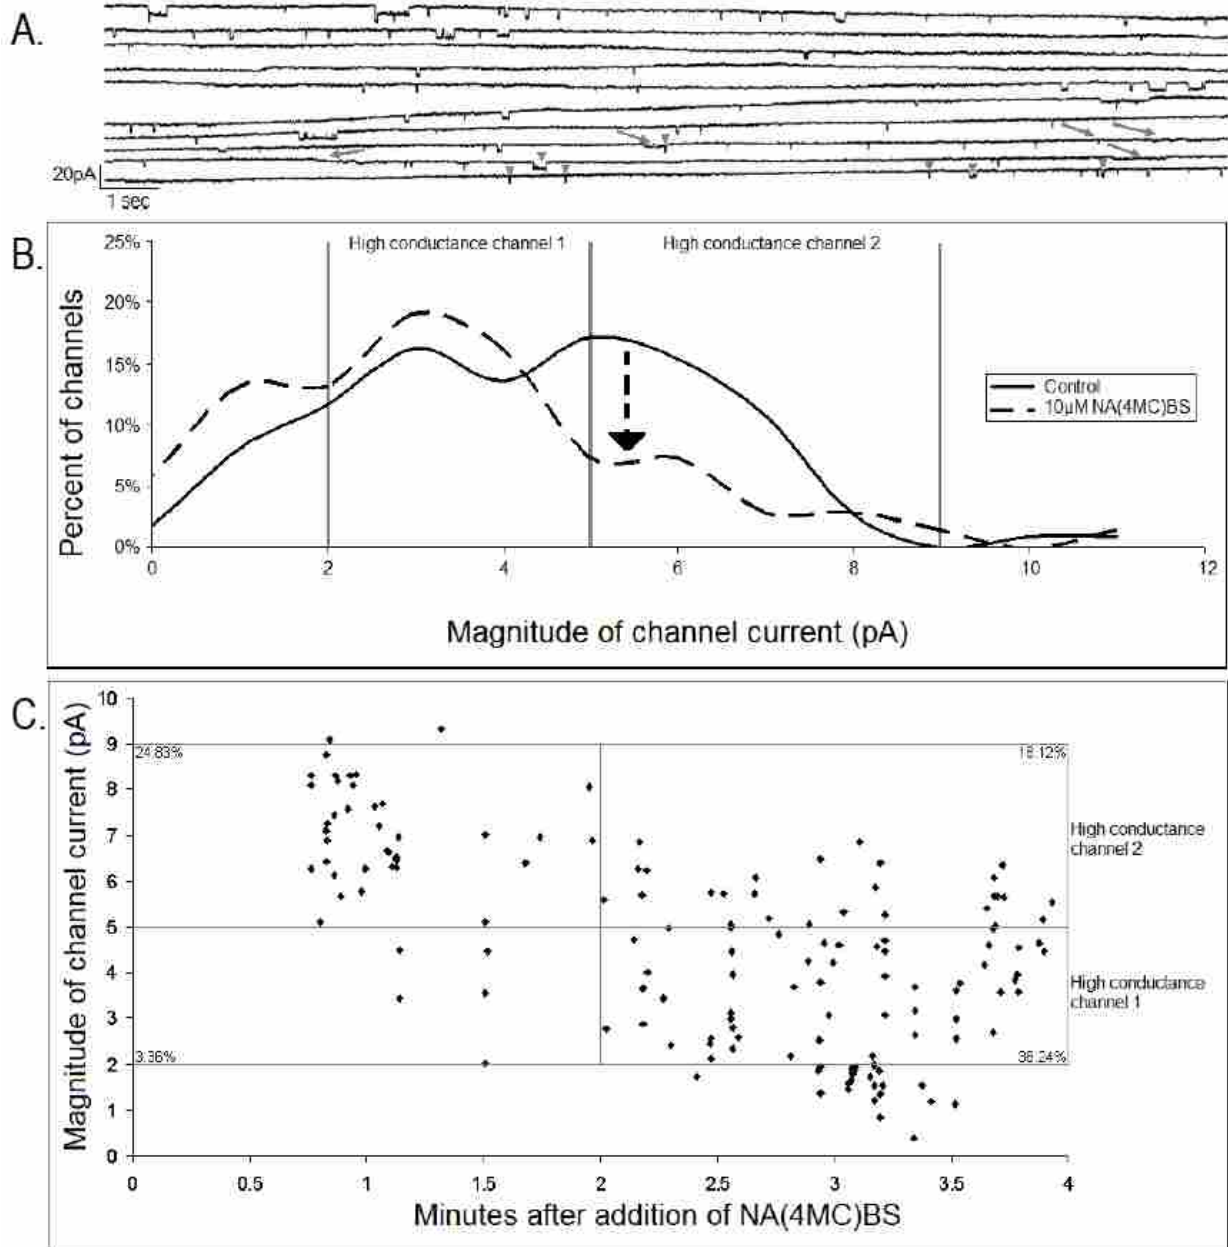 A.
20pA
1 sec
B.
25%
20%
15%
10%
5%
0%
Percent of channels
High conductance channel 1
High conductance channel 2
Control
10µM NA(4MC)BS
0
2
4
6
8
10
12
Magnitude of channel current (pA)
C.
10
9
8
7
6
5
4
3
2
1
0
Magnitude of channel current (pA)
24.83%
18.12%
3.36%
36.24%
High conductance
channel 2
High conductance
channel 1
0
0.5
1
1.5
2
2.5
3
3.5
4
Minutes after addition of NA(4MC)BS